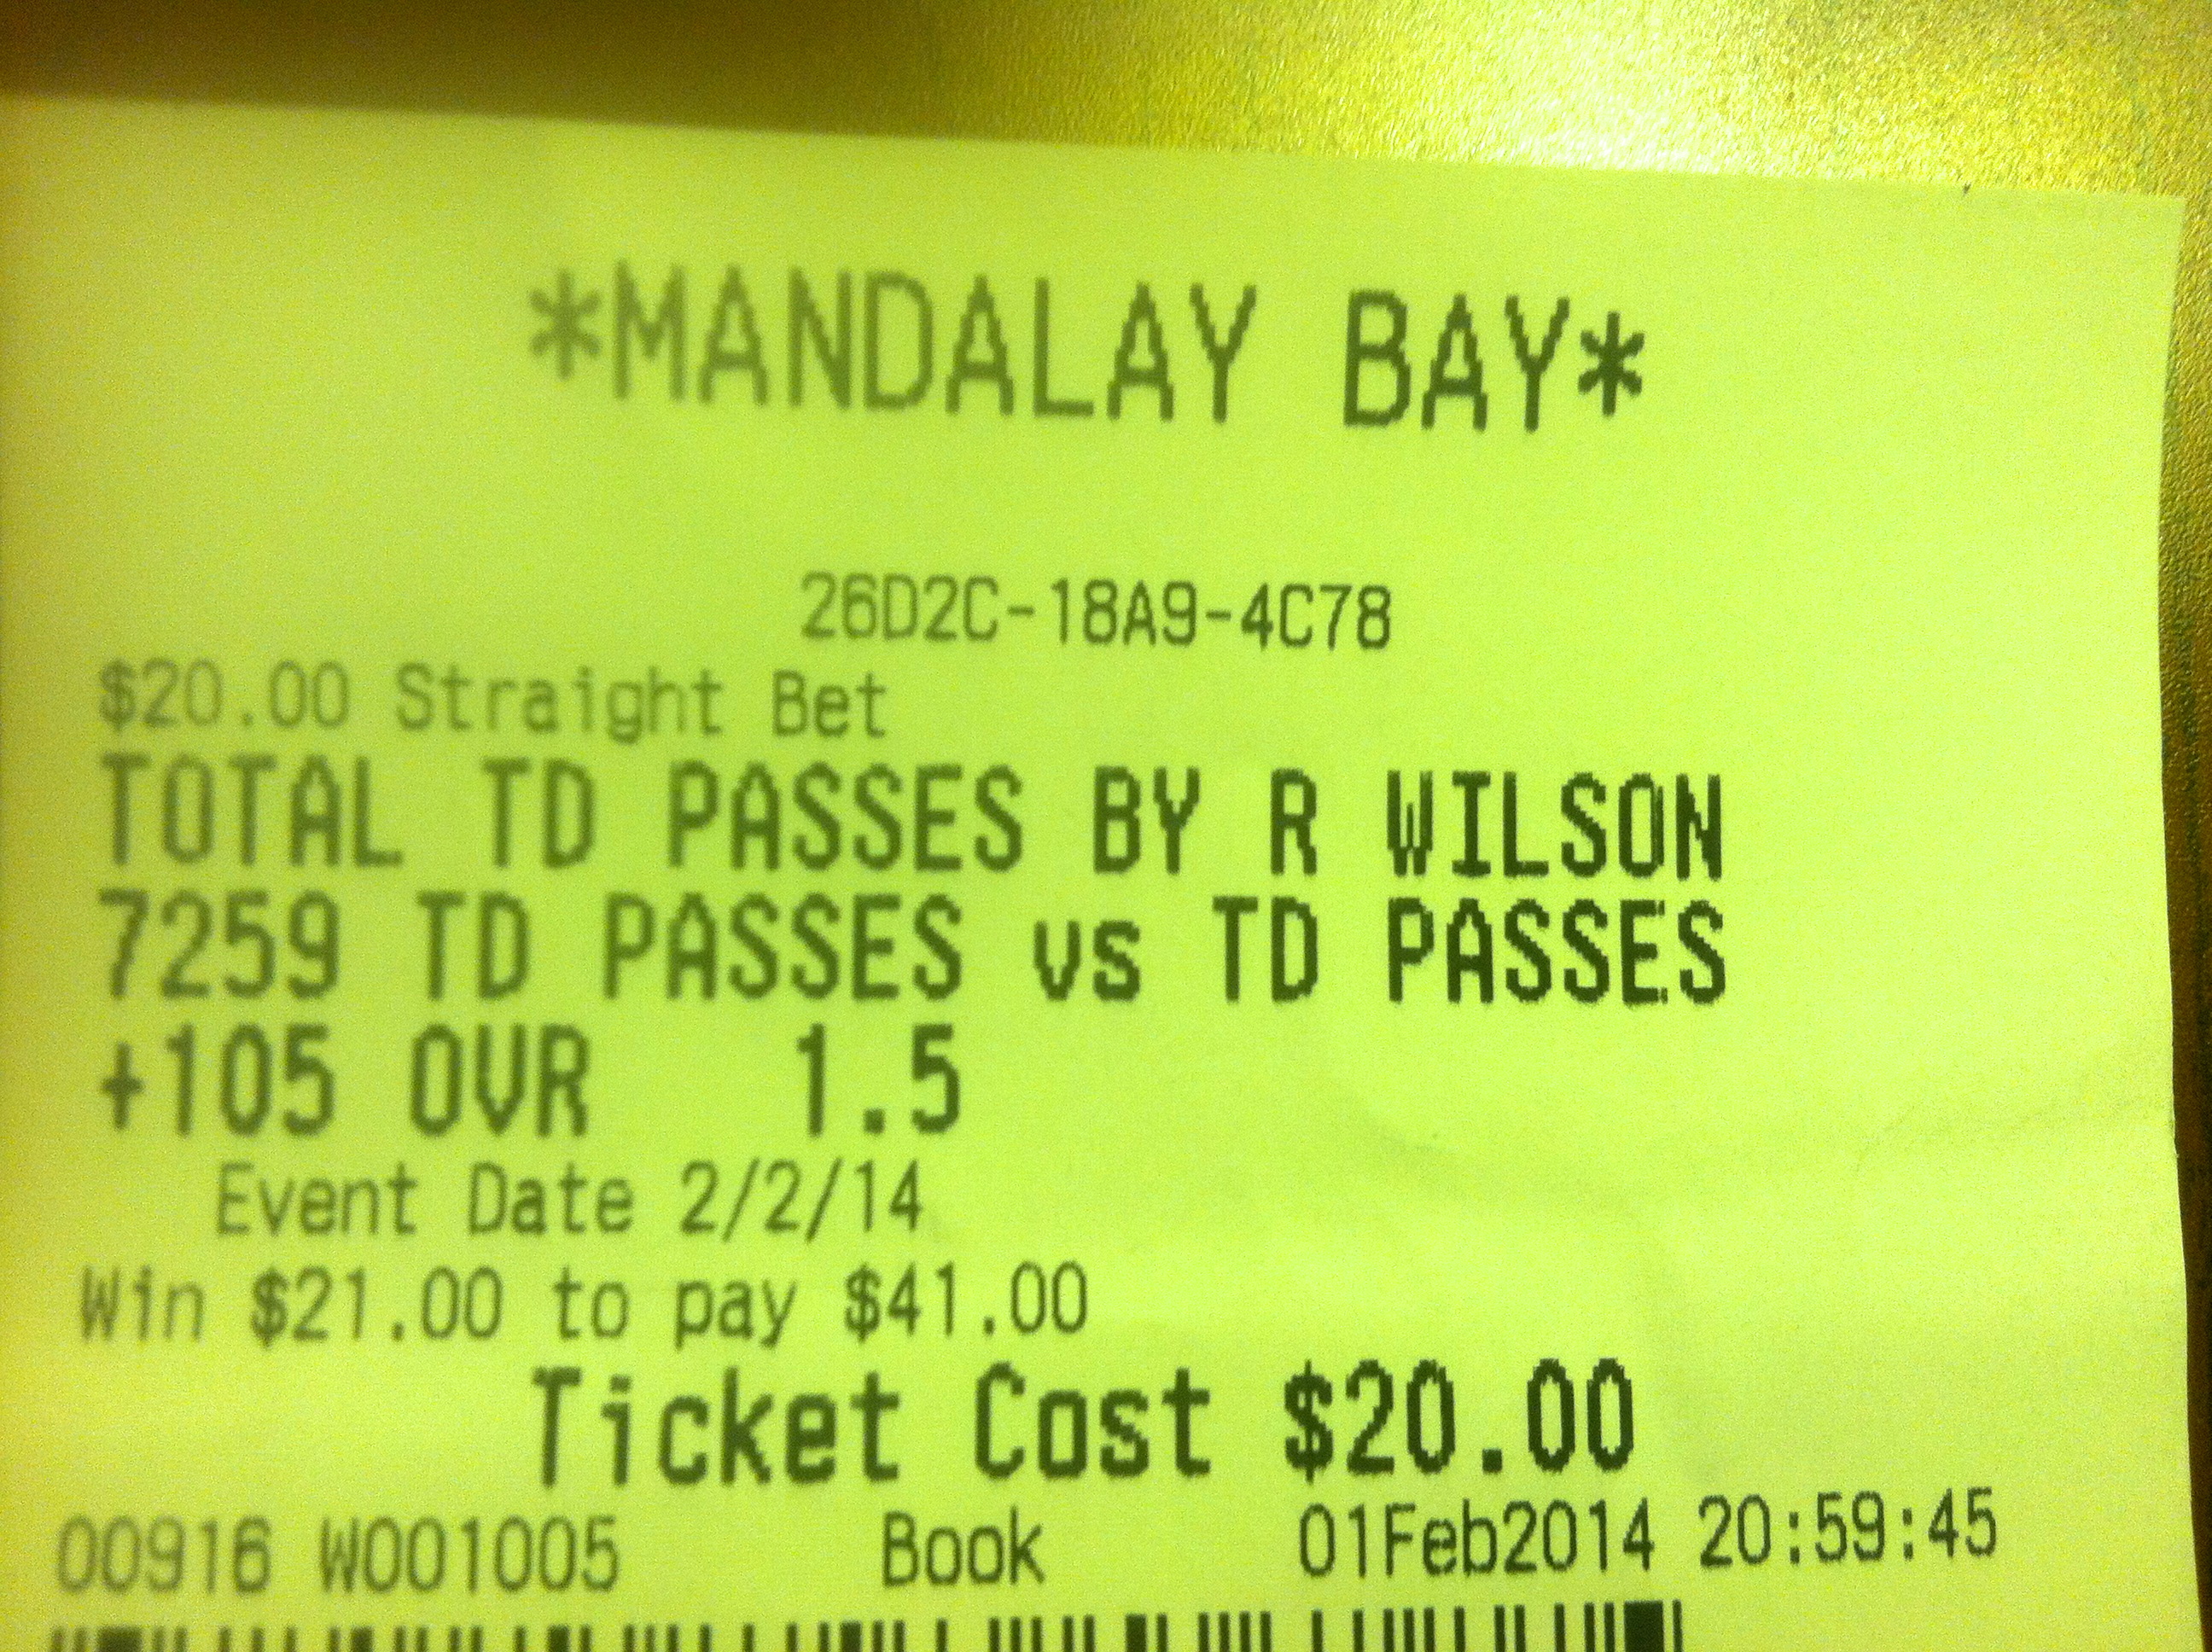 *MANDALAY BAY*
26D2C-18A9-4C78
$20.00 Straight Bet
TOTAL TD PASSES BY R WILSON
7259 TD PASSES vs TD PASSES
+105 OVR 1.5
Event Date 2/2/14
Win $21.00 to pay $41.00
Ticket Cost $20.00
00916 W001005 Book 01Feb2014 20:59:45